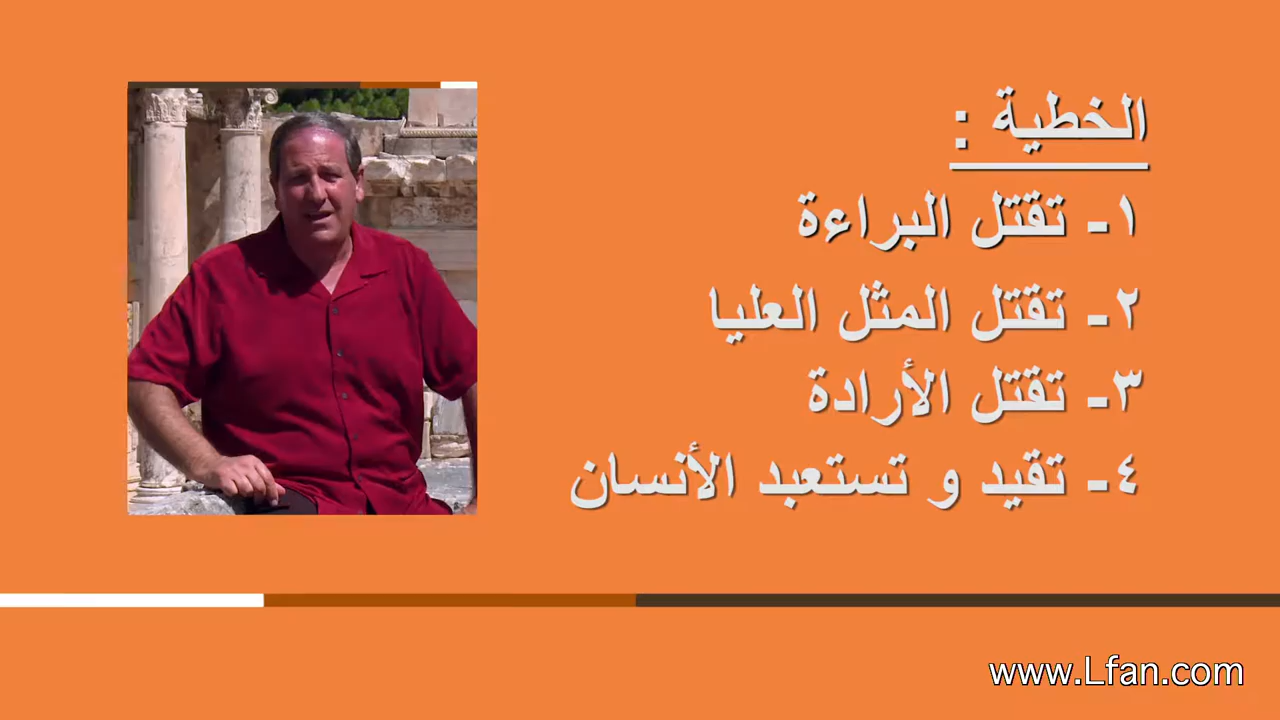 الخطية :
١- تقتل البراءة
٢- تقتل المثل العليا
٣- تقتل الأرادة
٤- تقيد و تستعبد الأنسان
www.Lfan.com